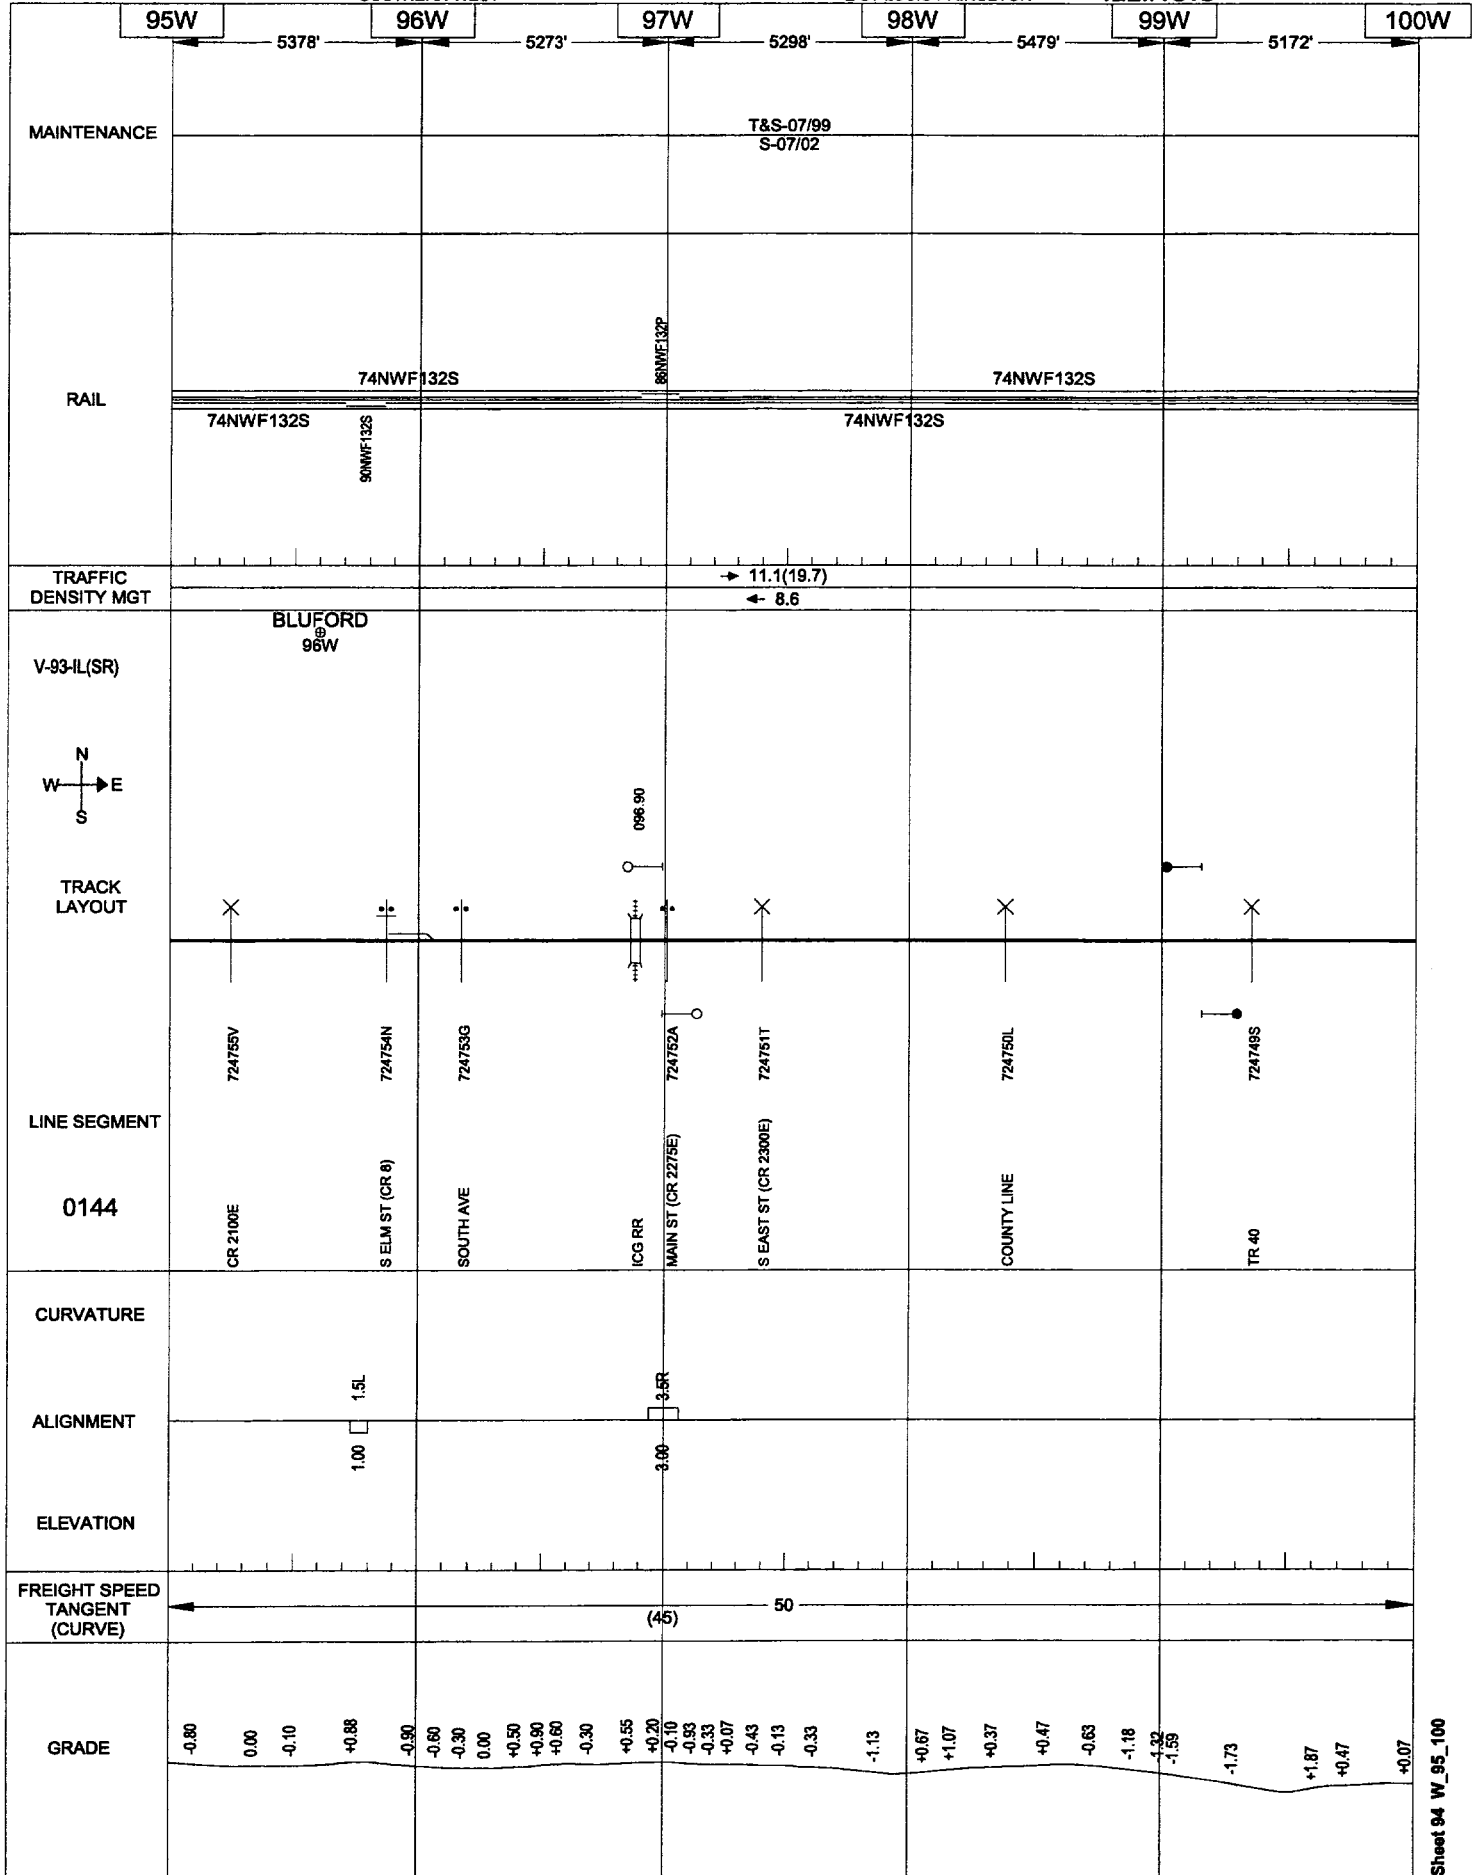 95W 96W 97W 98W 99W 100W
5378' 5273' 5298' 5479' 5172'
MAINTENANCE
T&S-07/99
S-07/02
RAIL
86NWF132P
74NWF132S 74NWF132S
74NWF132S 74NWF132S
90NWF132S
TRAFFIC
DENSITY MGT
11.1(19.7)
8.6
BLUFORD
96W
V-93-IL(SR)
N
W E
S
096.90
TRACK
LAYOUT
724755V 724754N 724753G 724752A 724751T 724750L 724749S
LINE SEGMENT
0144
CR 2100E
S ELM ST (CR 8)
SOUTH AVE
ICG RR
MAIN ST (CR 2275E)
S EAST ST (CR 2300E)
COUNTY LINE
TR 40
CURVATURE
1.5L 3.5R
ALIGNMENT
1.00 3.00
ELEVATION
FREIGHT SPEED
TANGENT
(CURVE)
50
(45)
GRADE
-0.80 0.00 -0.10 +0.88 -0.90 -0.60 -0.30 0.00 +0.50 +0.90 +0.60 -0.30 +0.55 +0.20 -0.10 -0.93 -0.33 +0.07 -0.43 -0.13 -0.33 -1.13 +0.67 +1.07 +0.37 +0.47 -0.63 -1.18 -1.32 -1.59 -1.73 +1.87 +0.47 +0.07
Sheet 94 W_95_100